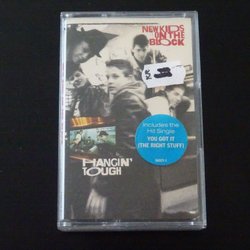 NEW KIDS
ON THE
BLOCK
Includes the
Hit Single
YOU GOT IT
(THE RIGHT STUFF)
HANGIN'
TOUGH